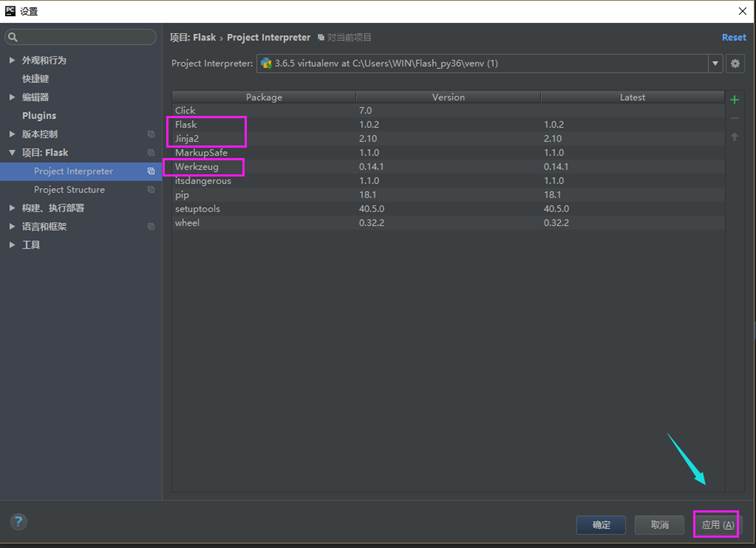 PC 设置
项目: Flask › Project Interpreter 对当前项目 Reset
Project Interpreter: 3.6.5 virtualenv at C:\Users\WIN\Flash_py36\venv (1)
外观和行为
快捷键
编辑器
Plugins
版本控制
项目: Flask
Project Interpreter
Project Structure
构建、执行部署
语言和框架
工具
Package Version Latest
Click 7.0
Flask 1.0.2 1.0.2
Jinja2 2.10 2.10
MarkupSafe 1.1.0 1.1.0
Werkzeug 0.14.1 0.14.1
itsdangerous 1.1.0 1.1.0
pip 18.1 18.1
setuptools 40.5.0 40.5.0
wheel 0.32.2 0.32.2
? 确定 取消 应用 (A)